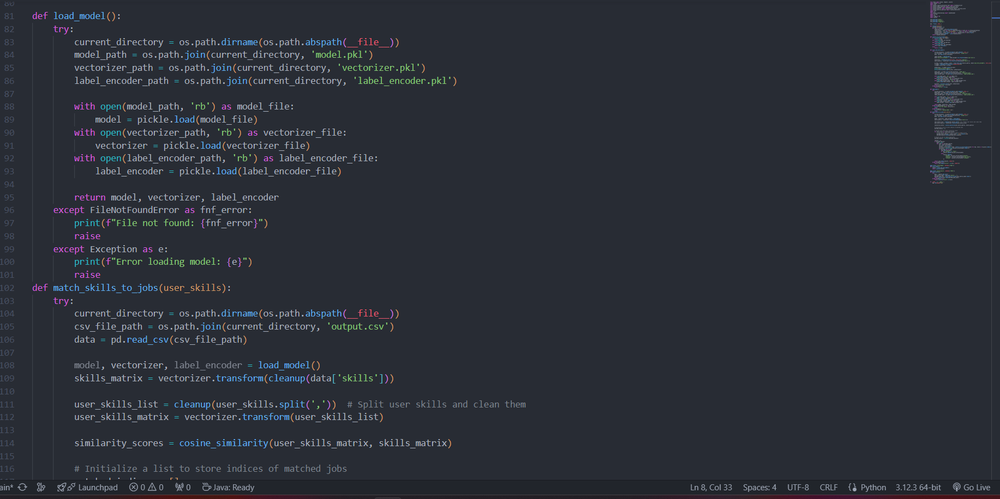 80
81 def load_model():
82 try:
83 current_directory = os.path.dirname(os.path.abspath(__file__))
84 model_path = os.path.join(current_directory, 'model.pkl')
85 vectorizer_path = os.path.join(current_directory, 'vectorizer.pkl')
86 label_encoder_path = os.path.join(current_directory, 'label_encoder.pkl')
87
88 with open(model_path, 'rb') as model_file:
89 model = pickle.load(model_file)
90 with open(vectorizer_path, 'rb') as vectorizer_file:
91 vectorizer = pickle.load(vectorizer_file)
92 with open(label_encoder_path, 'rb') as label_encoder_file:
93 label_encoder = pickle.load(label_encoder_file)
94
95 return model, vectorizer, label_encoder
96 except FileNotFoundError as fnf_error:
97 print(f"File not found: {fnf_error}")
98 raise
99 except Exception as e:
100 print(f"Error loading model: {e}")
101 raise
102 def match_skills_to_jobs(user_skills):
103 try:
104 current_directory = os.path.dirname(os.path.abspath(__file__))
105 csv_file_path = os.path.join(current_directory, 'output.csv')
106 data = pd.read_csv(csv_file_path)
107
108 model, vectorizer, label_encoder = load_model()
109 skills_matrix = vectorizer.transform(cleanup(data['skills']))
110
111 user_skills_list = cleanup(user_skills.split(',')) # Split user skills and clean them
112 user_skills_matrix = vectorizer.transform(user_skills_list)
113
114 similarity_scores = cosine_similarity(user_skills_matrix, skills_matrix)
115
116 # Initialize a list to store indices of matched jobs
ain* Launchpad 0 0 0 Java: Ready Ln 8, Col 33 Spaces: 4 UTF-8 CRLF Python 3.12.3 64-bit Go Live